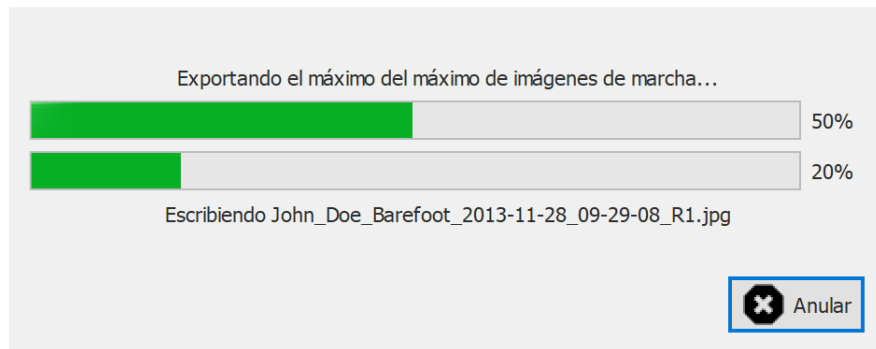 Exportando el máximo del máximo de imágenes de marcha...
50%
20%
Escribiendo John_Doe_Barefoot_2013-11-28_09-29-08_R1.jpg
Anular